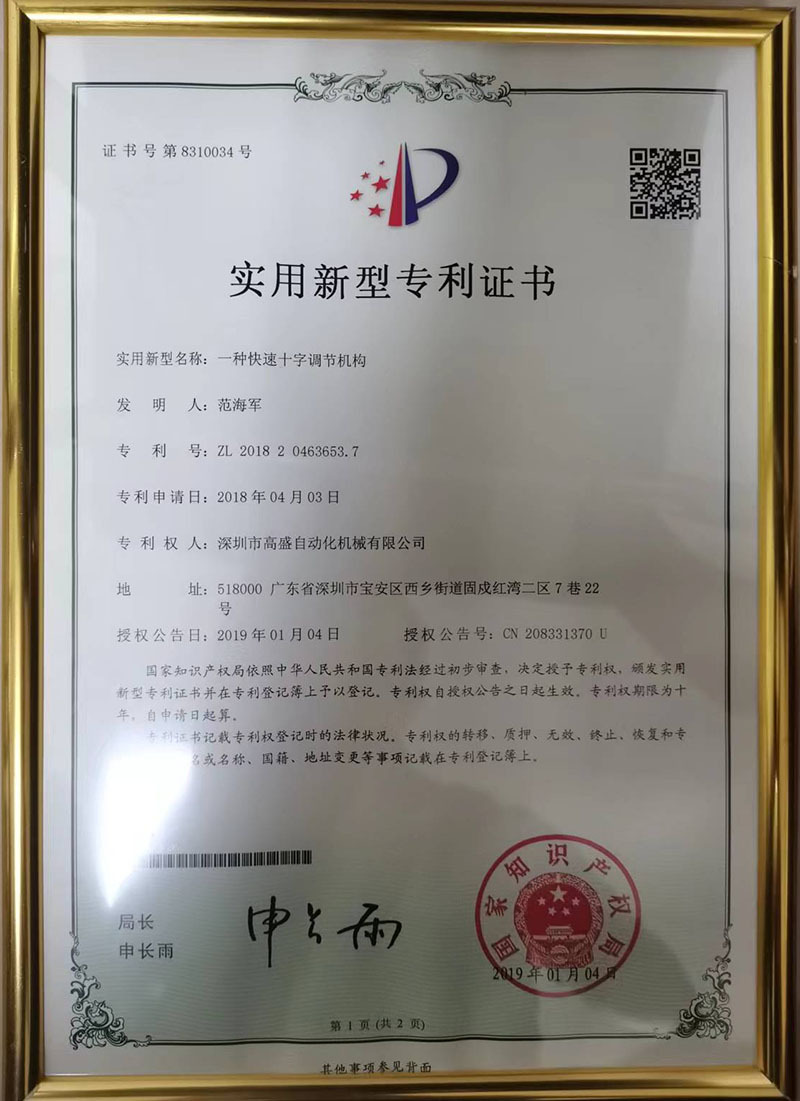 证书号第8310034号
实用新型专利证书
实用新型名称：一种快速十字调节机构
发明人：范海军
专利号：ZL 2018 2 0463653.7
专利申请日：2018年04月03日
专利权人：深圳市高盛自动化机械有限公司
地址：518000 广东省深圳市宝安区西乡街道固戍红湾二区7巷22
号
授权公告日：2019年01月04日 授权公告号：CN 208331370 U
国家知识产权局依照中华人民共和国专利法经过初步审查，决定授予专利权，颁发实用
新型专利证书并在专利登记簿上予以登记。专利权自授权公告之日起生效。专利权期限为十
年，自申请日起算。
专利证书记载专利权登记时的法律状况。专利权的转移、质押、无效、终止、恢复和专
名或名称、国籍、地址变更等事项记载在专利登记簿上。
局长
申长雨
申长雨
国家知识产权局
2019年01月04日
第1页(共2页)
其他事项参见背面